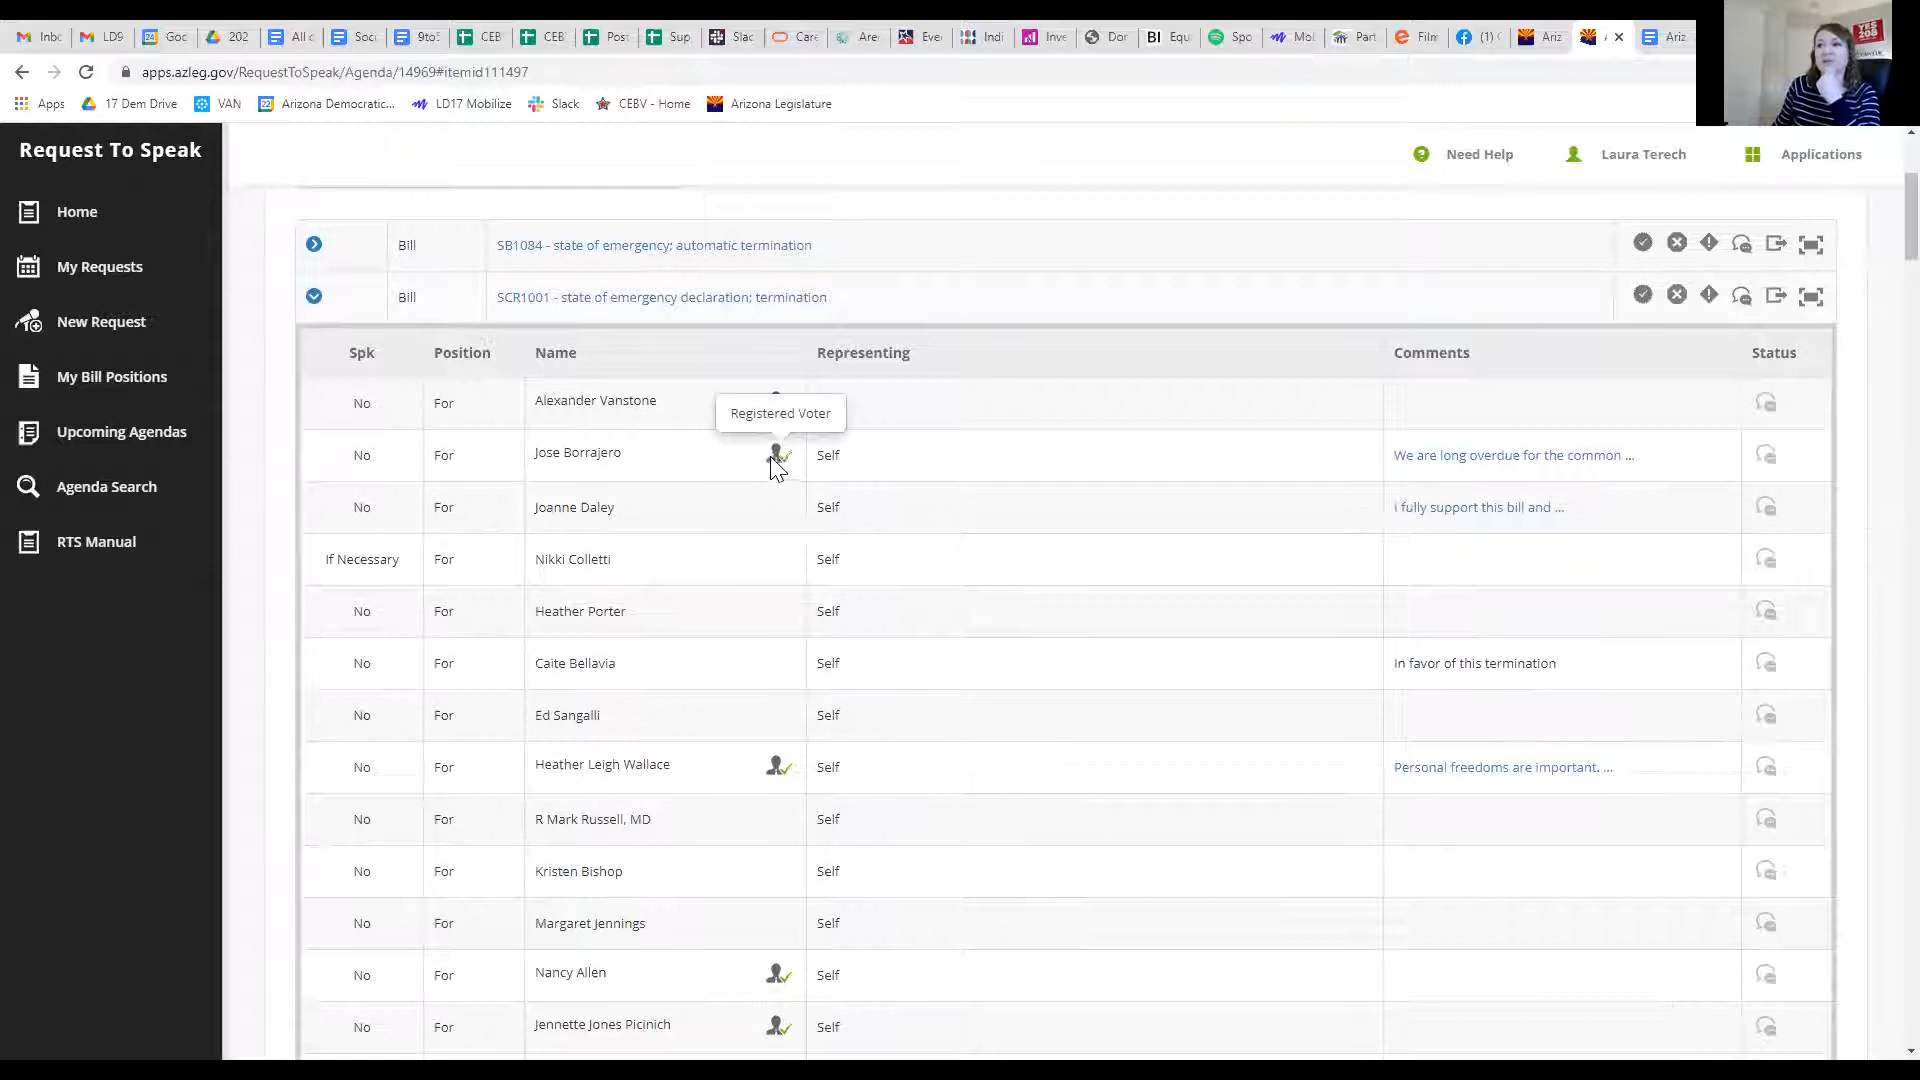 Inbc LD9 Goc 202 All c Soci 9to5 CEB CEB Post Sup Slac Care Are Eve Indi Inve Dor BI Equ Spo Mol Part Film (1) Ariz Ariz
apps.azleg.gov/RequestToSpeak/Agenda/14969#itemid111497
Apps 17 Dem Drive VAN Arizona Democratic... LD17 Mobilize Slack CEBV - Home Arizona Legislature
YES
208
Request To Speak
Need Help Laura Terech Applications
Home
My Requests
New Request
My Bill Positions
Upcoming Agendas
Agenda Search
RTS Manual
Bill SB1084 - state of emergency; automatic termination
Bill SCR1001 - state of emergency declaration; termination
Spk Position Name Representing Comments Status
No For Alexander Vanstone
Registered Voter
No For Jose Borrajero Self We are long overdue for the common ...
No For Joanne Daley Self I fully support this bill and ...
If Necessary For Nikki Colletti Self
No For Heather Porter Self
No For Caite Bellavia Self In favor of this termination
No For Ed Sangalli Self
No For Heather Leigh Wallace Self Personal freedoms are important. ...
No For R Mark Russell, MD Self
No For Kristen Bishop Self
No For Margaret Jennings Self
No For Nancy Allen Self
No For Jennette Jones Picinich Self